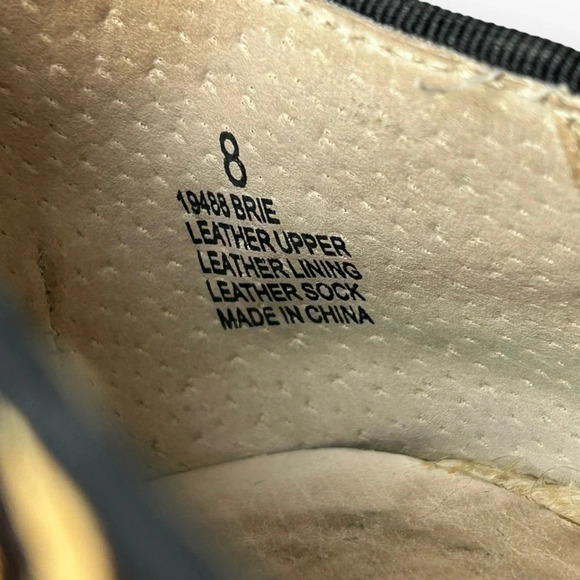 8
19488 BRIE
LEATHER UPPER
LEATHER LINING
LEATHER SOCK
MADE IN CHINA